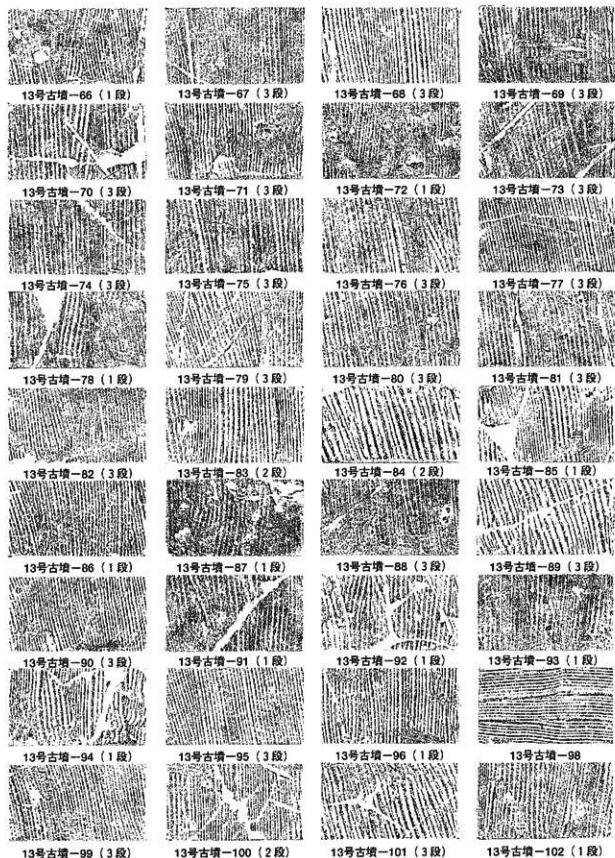 13号古墳-66 (1段)
13号古墳-67 (3段)
13号古墳-68 (3段)
13号古墳-69 (3段)
13号古墳-70 (3段)
13号古墳-71 (3段)
13号古墳-72 (1段)
13号古墳-73 (3段)
13号古墳-74 (3段)
13号古墳-75 (3段)
13号古墳-76 (3段)
13号古墳-77 (3段)
13号古墳-78 (1段)
13号古墳-79 (3段)
13号古墳-80 (3段)
13号古墳-81 (3段)
13号古墳-82 (3段)
13号古墳-83 (2段)
13号古墳-84 (2段)
13号古墳-85 (1段)
13号古墳-86 (1段)
13号古墳-87 (1段)
13号古墳-88 (3段)
13号古墳-89 (3段)
13号古墳-90 (3段)
13号古墳-91 (1段)
13号古墳-92 (1段)
13号古墳-93 (1段)
13号古墳-94 (1段)
13号古墳-95 (3段)
13号古墳-96 (1段)
13号古墳-98
13号古墳-99 (3段)
13号古墳-100 (2段)
13号古墳-101 (3段)
13号古墳-102 (1段)